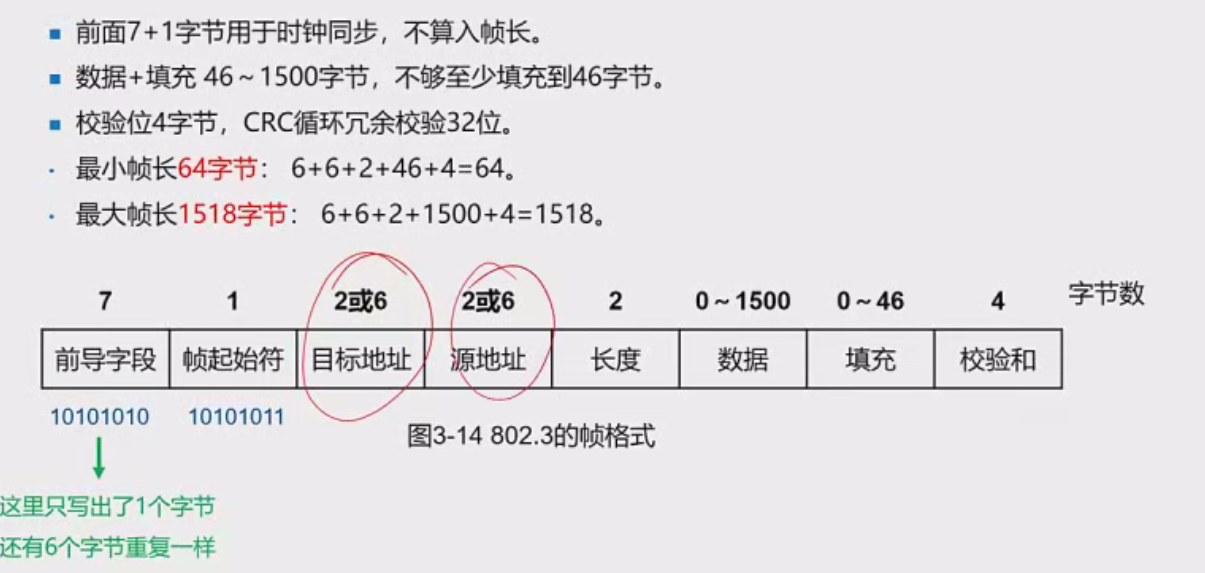 前面7+1字节用于时钟同步，不算入帧长。
数据+填充 46～1500字节，不够至少填充到46字节。
校验位4字节，CRC循环冗余校验32位。
最小帧长64字节： 6+6+2+46+4=64。
最大帧长1518字节： 6+6+2+1500+4=1518。
7 1 2或6 2或6 2 0～1500 0～46 4 字节数
前导字段 帧起始符 目标地址 源地址 长度 数据 填充 校验和
10101010 10101011
图3-14 802.3的帧格式
这里只写出了1个字节
还有6个字节重复一样